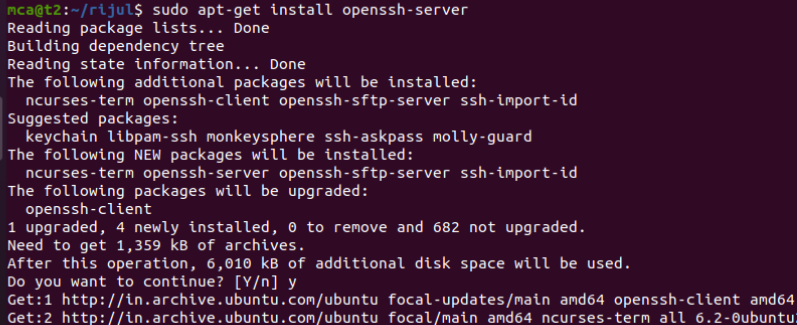 mca@t2:~/rijul$ sudo apt-get install openssh-server
Reading package lists... Done
Building dependency tree
Reading state information... Done
The following additional packages will be installed:
  ncurses-term openssh-client openssh-sftp-server ssh-import-id
Suggested packages:
  keychain libpam-ssh monkeysphere ssh-askpass molly-guard
The following NEW packages will be installed:
  ncurses-term openssh-server openssh-sftp-server ssh-import-id
The following packages will be upgraded:
  openssh-client
1 upgraded, 4 newly installed, 0 to remove and 682 not upgraded.
Need to get 1,359 kB of archives.
After this operation, 6,010 kB of additional disk space will be used.
Do you want to continue? [Y/n] y
Get:1 http://in.archive.ubuntu.com/ubuntu focal-updates/main amd64 openssh-client amd64
Get:2 http://in.archive.ubuntu.com/ubuntu focal/main amd64 ncurses-term all 6.2-0ubuntu